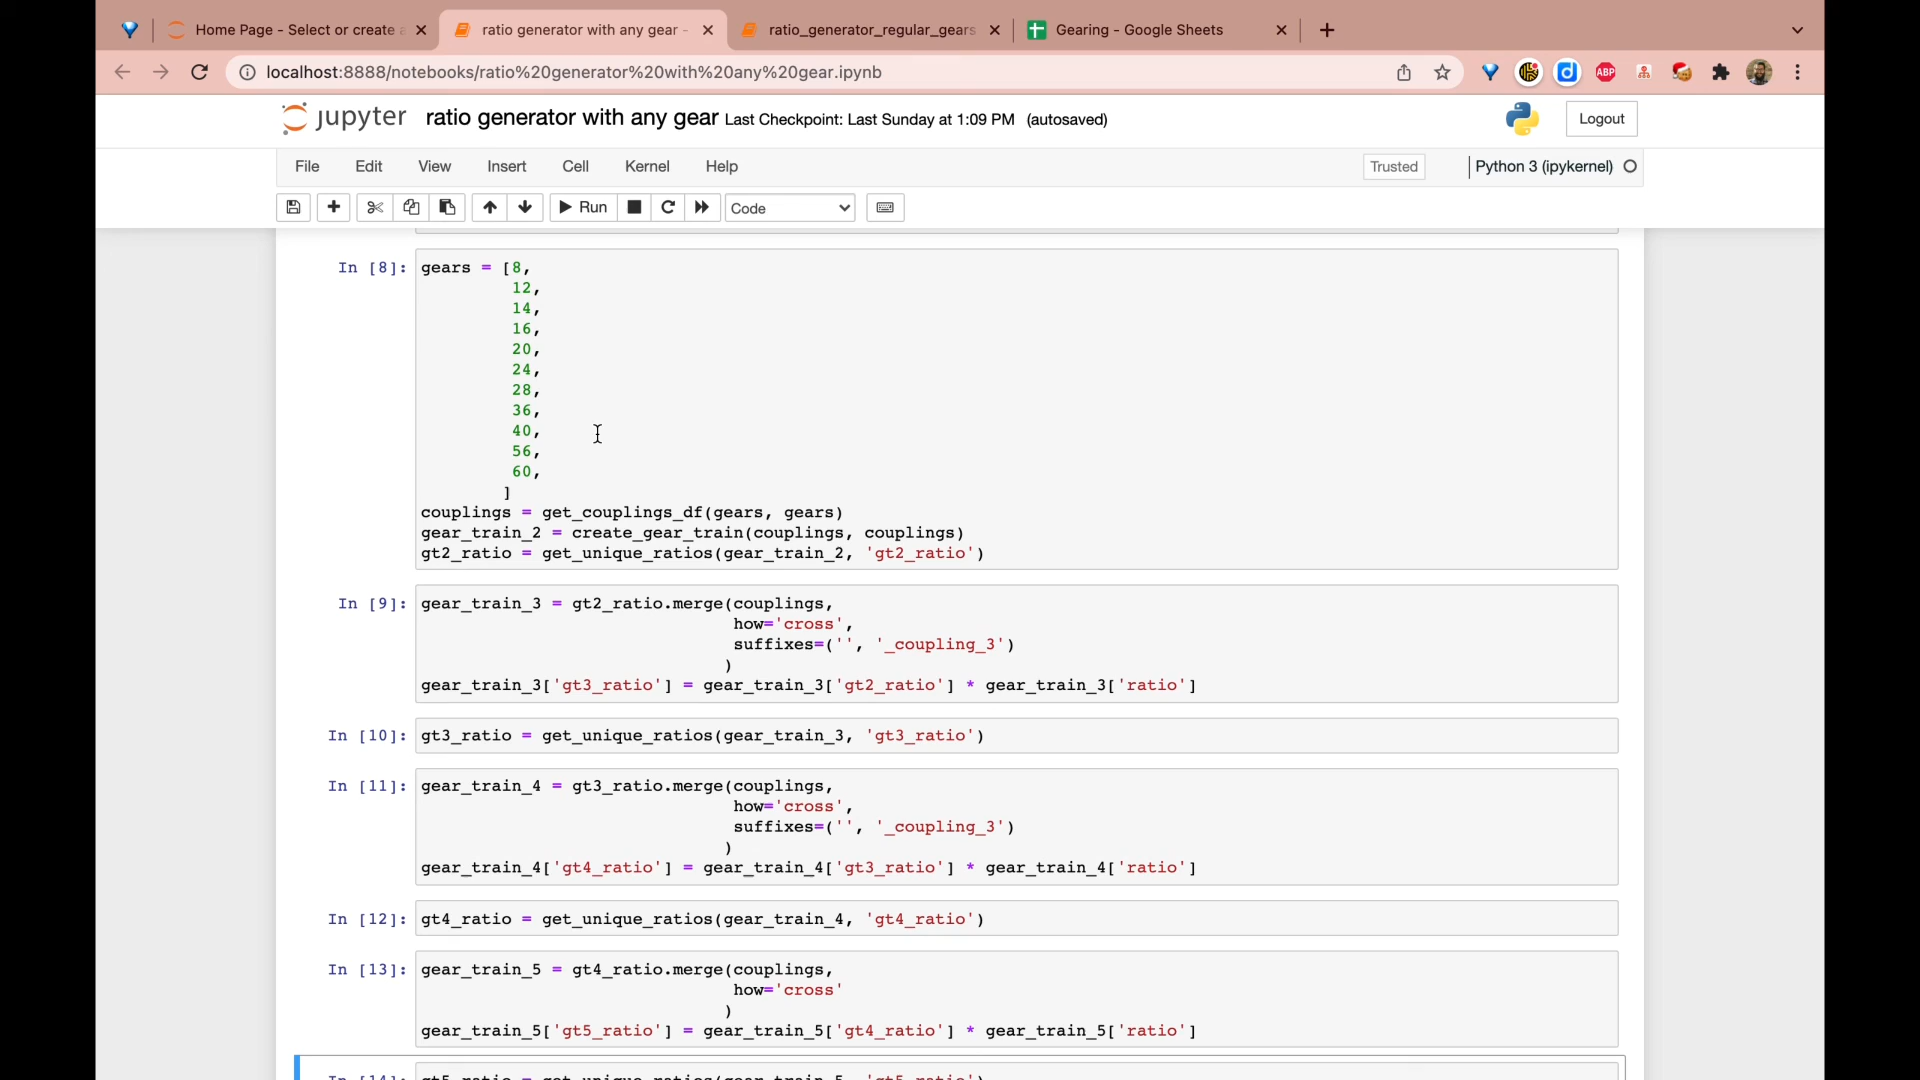 Home Page - Select or create a
ratio generator with any gear -
ratio_generator_regular_gears
Gearing - Google Sheets
localhost:8888/notebooks/ratio%20generator%20with%20any%20gear.ipynb
ABP
jupyter ratio generator with any gear Last Checkpoint: Last Sunday at 1:09 PM (autosaved)
Logout
File Edit View Insert Cell Kernel Help
Trusted
Python 3 (ipykernel)
Run
Code
In [8]: gears = [8,
12,
14,
16,
20,
24,
28,
36,
40,
56,
60,
]
couplings = get_couplings_df(gears, gears)
gear_train_2 = create_gear_train(couplings, couplings)
gt2_ratio = get_unique_ratios(gear_train_2, 'gt2_ratio')
In [9]: gear_train_3 = gt2_ratio.merge(couplings,
how='cross',
suffixes=('', '_coupling_3')
)
gear_train_3['gt3_ratio'] = gear_train_3['gt2_ratio'] * gear_train_3['ratio']
In [10]: gt3_ratio = get_unique_ratios(gear_train_3, 'gt3_ratio')
In [11]: gear_train_4 = gt3_ratio.merge(couplings,
how='cross',
suffixes=('', '_coupling_3')
)
gear_train_4['gt4_ratio'] = gear_train_4['gt3_ratio'] * gear_train_4['ratio']
In [12]: gt4_ratio = get_unique_ratios(gear_train_4, 'gt4_ratio')
In [13]: gear_train_5 = gt4_ratio.merge(couplings,
how='cross'
)
gear_train_5['gt5_ratio'] = gear_train_5['gt4_ratio'] * gear_train_5['ratio']
In [14]: gt5_ratio = get_unique_ratios(gear_train_5, 'gt5_ratio')